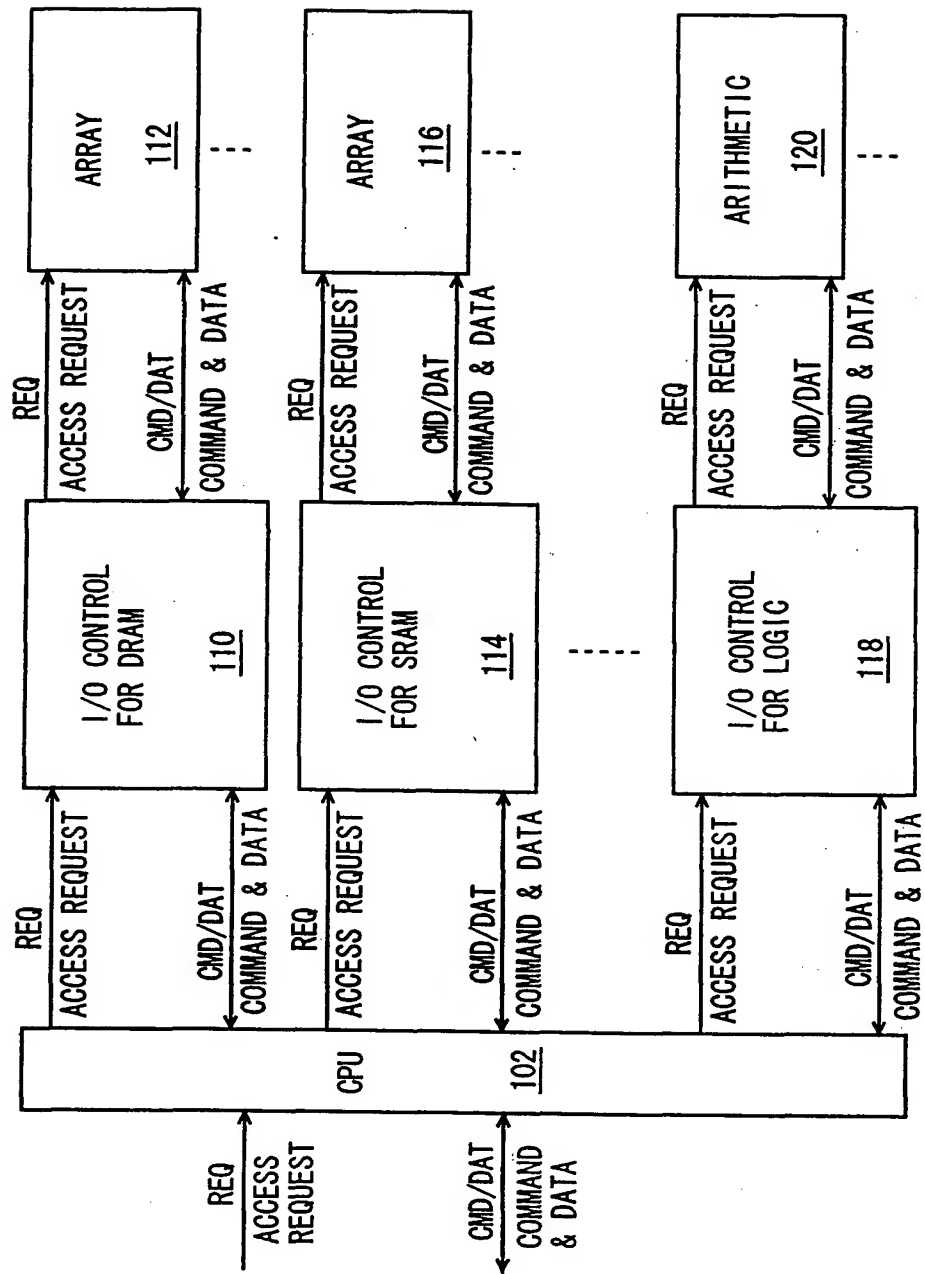 REQ
ACCESS
REQUEST
CMD/DAT
COMMAND
& DATA
CPU
102
REQ
ACCESS REQUEST
CMD/DAT
COMMAND & DATA
I/O CONTROL
FOR DRAM
110
REQ
ACCESS REQUEST
CMD/DAT
COMMAND & DATA
ARRAY
112
REQ
ACCESS REQUEST
CMD/DAT
COMMAND & DATA
I/O CONTROL
FOR SRAM
114
REQ
ACCESS REQUEST
CMD/DAT
COMMAND & DATA
ARRAY
116
REQ
ACCESS REQUEST
CMD/DAT
COMMAND & DATA
I/O CONTROL
FOR LOGIC
118
REQ
ACCESS REQUEST
CMD/DAT
COMMAND & DATA
ARITHMETIC
120